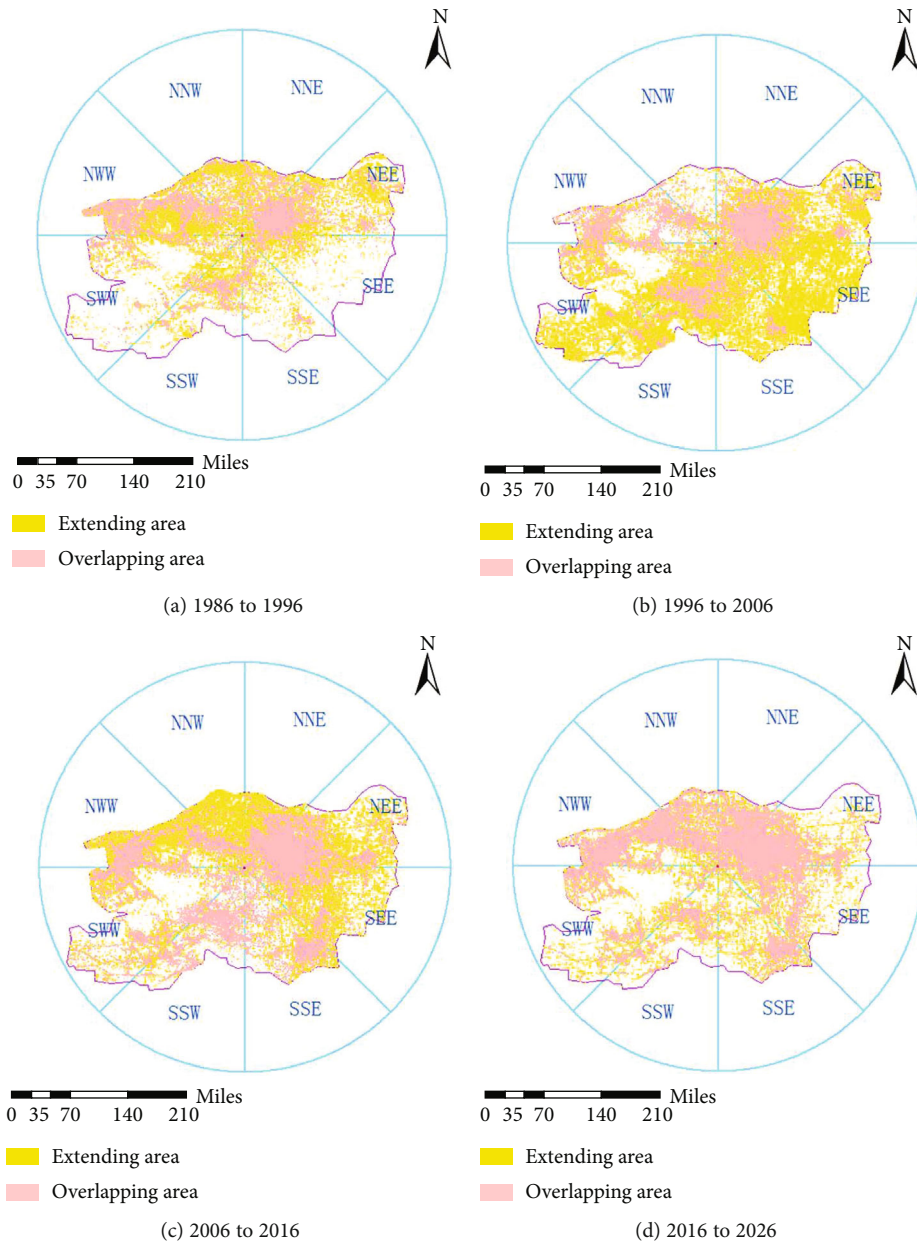 N
NNW NNE
NWW NEE
SWW SEE
SSW SSE
Miles
0 35 70 140 210
Extending area
Overlapping area
(a) 1986 to 1996
N
NNW NNE
NWW NEE
SWW SEE
SSW SSE
Miles
0 35 70 140 210
Extending area
Overlapping area
(b) 1996 to 2006
N
NNW NNE
NWW NEE
SWW SEE
SSW SSE
Miles
0 35 70 140 210
Extending area
Overlapping area
(c) 2006 to 2016
N
NNW NNE
NWW NEE
SWW SEE
SSW SSE
Miles
0 35 70 140 210
Extending area
Overlapping area
(d) 2016 to 2026